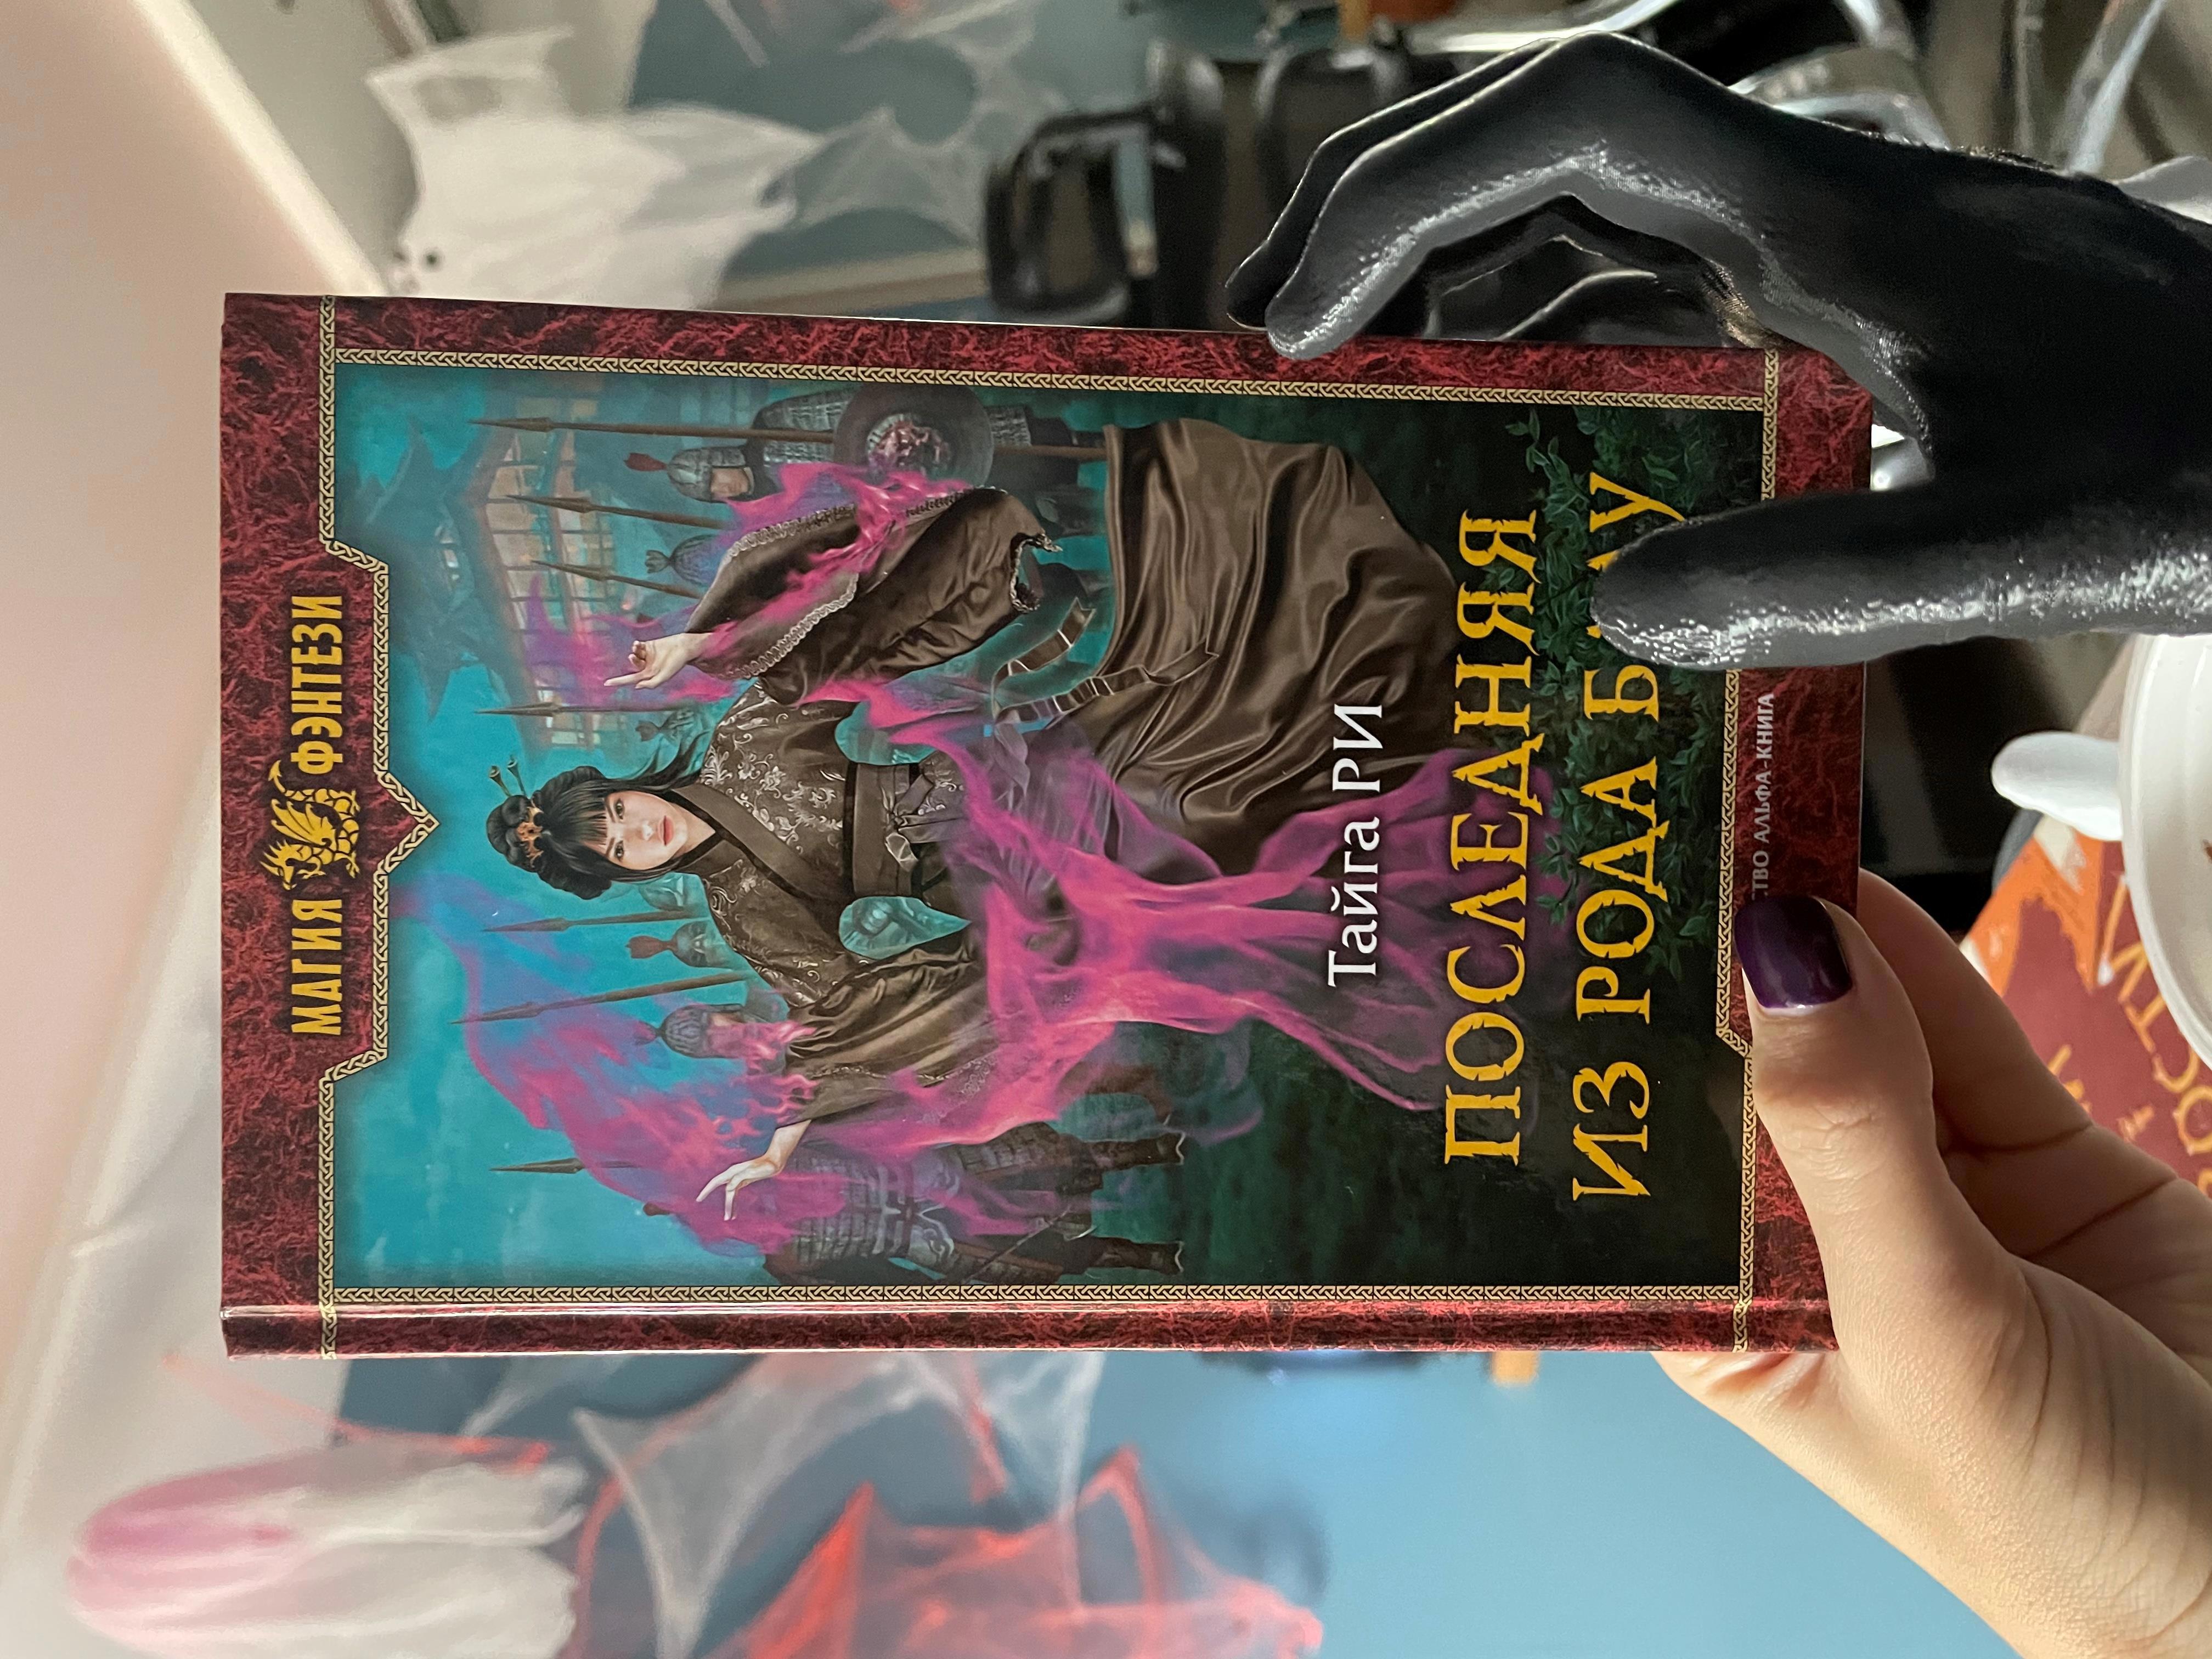 МАГИЯ ФЭНТЕЗИ
Тайга РИ
ПОСЛЕДНЯЯ
ИЗ РОДА
АЛЬФА-КНИГА